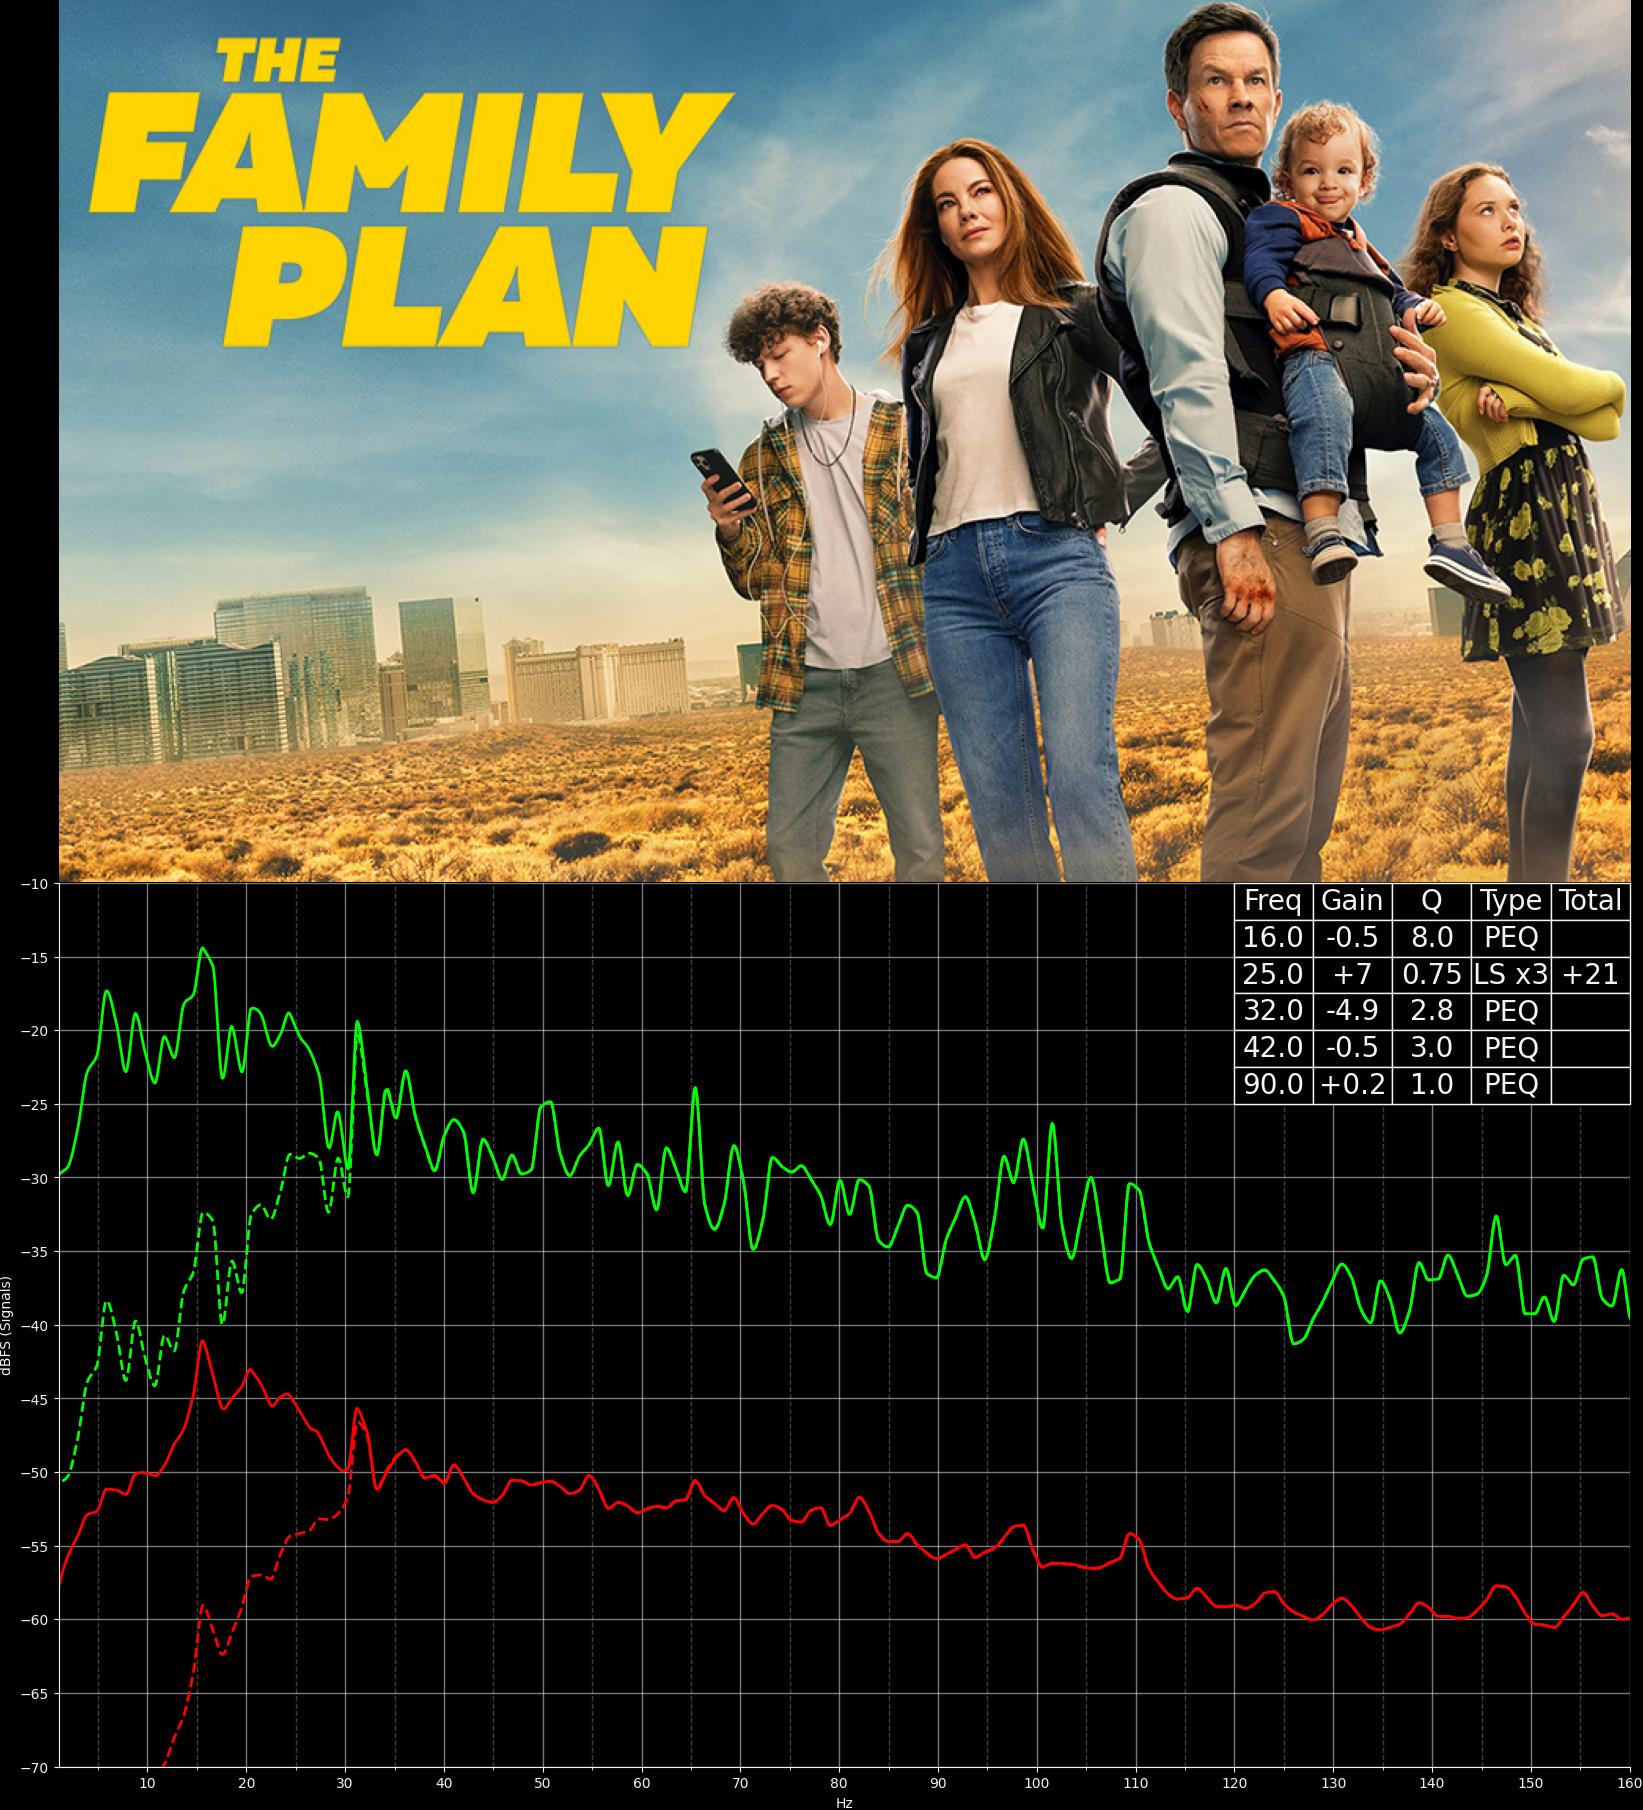 THE
FAMILY
PLAN
Freq Gain Q Type Total
16.0 -0.5 8.0 PEQ
25.0 +7 0.75 LS x3 +21
32.0 -4.9 2.8 PEQ
42.0 -0.5 3.0 PEQ
90.0 +0.2 1.0 PEQ
−10
−15
−20
−25
−30
−35
−40
−45
−50
−55
−60
−65
−70
dBFS (Signals)
10 20 30 40 50 60 70 80 90 100 110 120 130 140 150 160
Hz